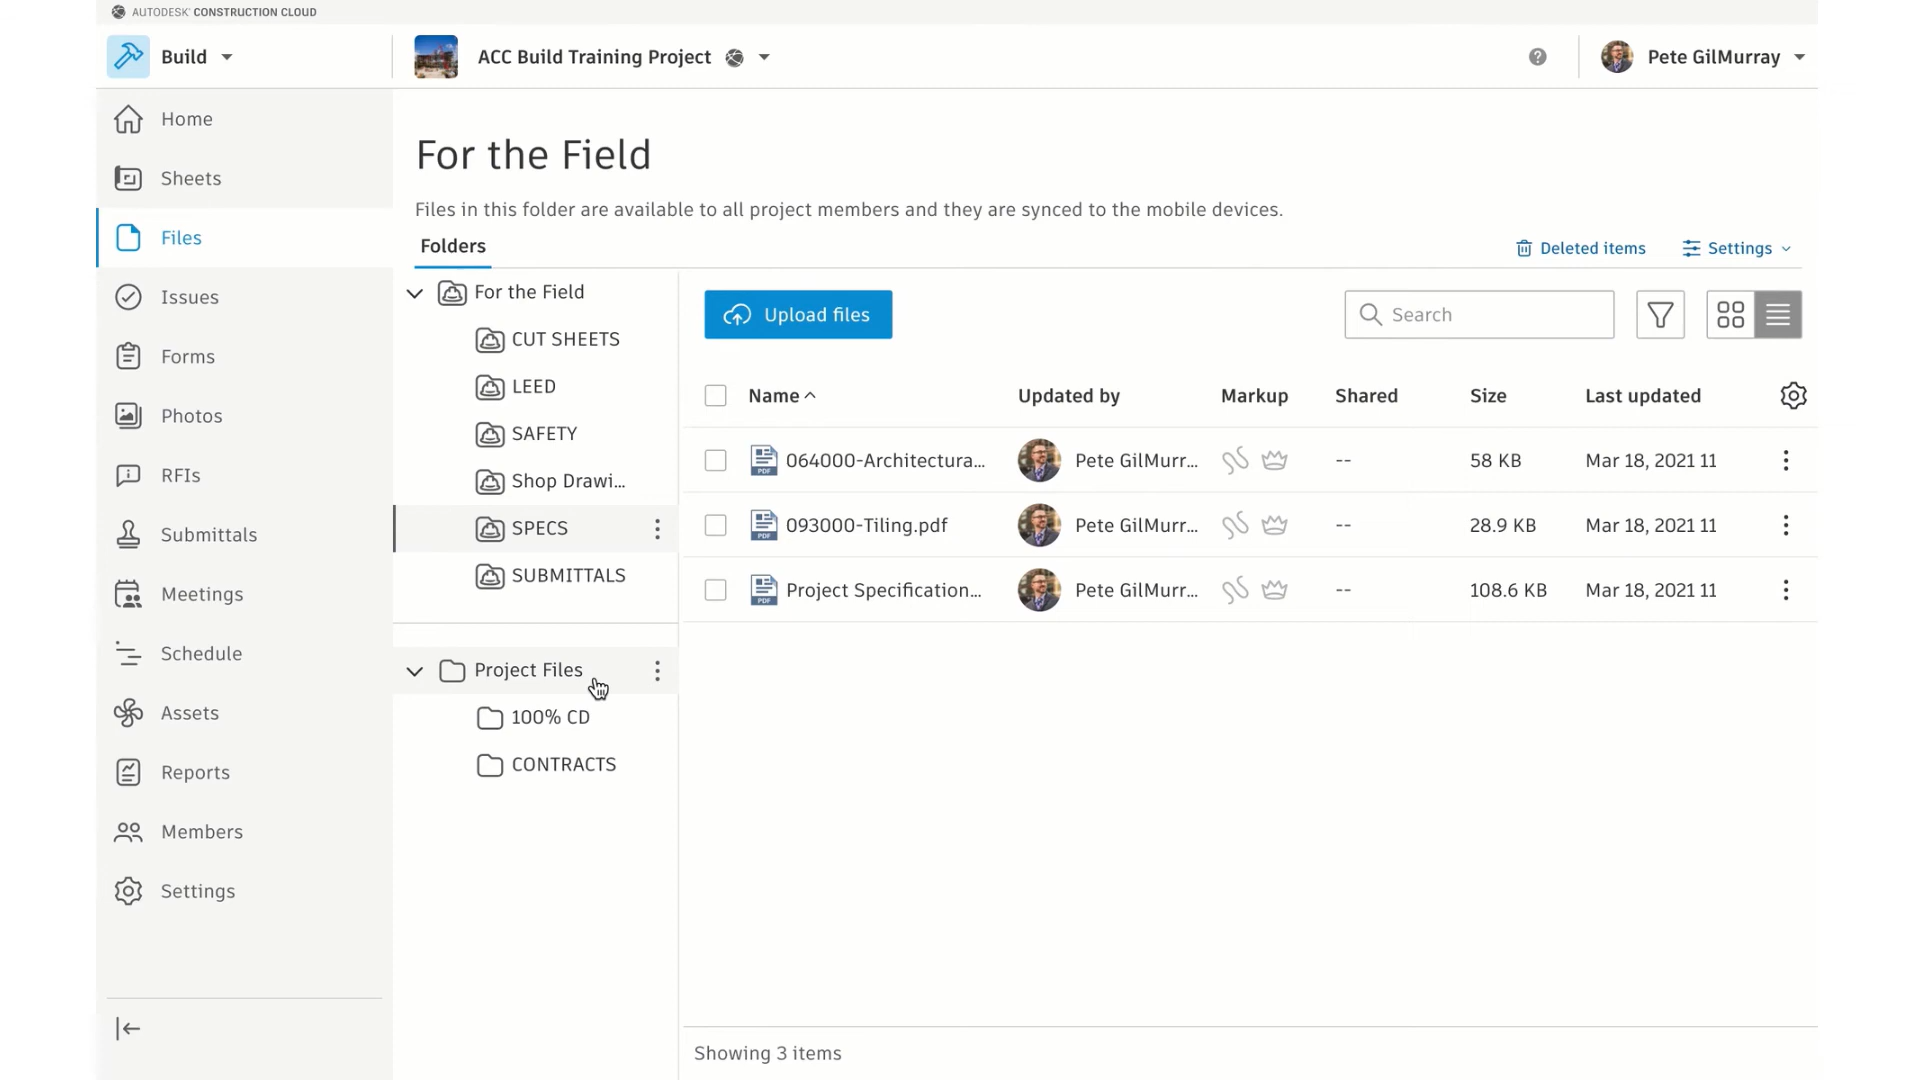 AUTODESK CONSTRUCTION CLOUD
Build
ACC Build Training Project
?
Pete GilMurray
Home
Sheets
Files
Issues
Forms
Photos
RFIs
Submittals
Meetings
Schedule
Assets
Reports
Members
Settings
For the Field
Files in this folder are available to all project members and they are synced to the mobile devices.
Folders
Deleted items
Settings
For the Field
CUT SHEETS
LEED
SAFETY
Shop Drawi...
SPECS
SUBMITTALS
Project Files
100% CD
CONTRACTS
Upload files
Search
Name Updated by Markup Shared Size Last updated
PDF 064000-Architectura... Pete GilMurr... -- 58 KB Mar 18, 2021 11
PDF 093000-Tiling.pdf Pete GilMurr... -- 28.9 KB Mar 18, 2021 11
PDF Project Specification... Pete GilMurr... -- 108.6 KB Mar 18, 2021 11
Showing 3 items